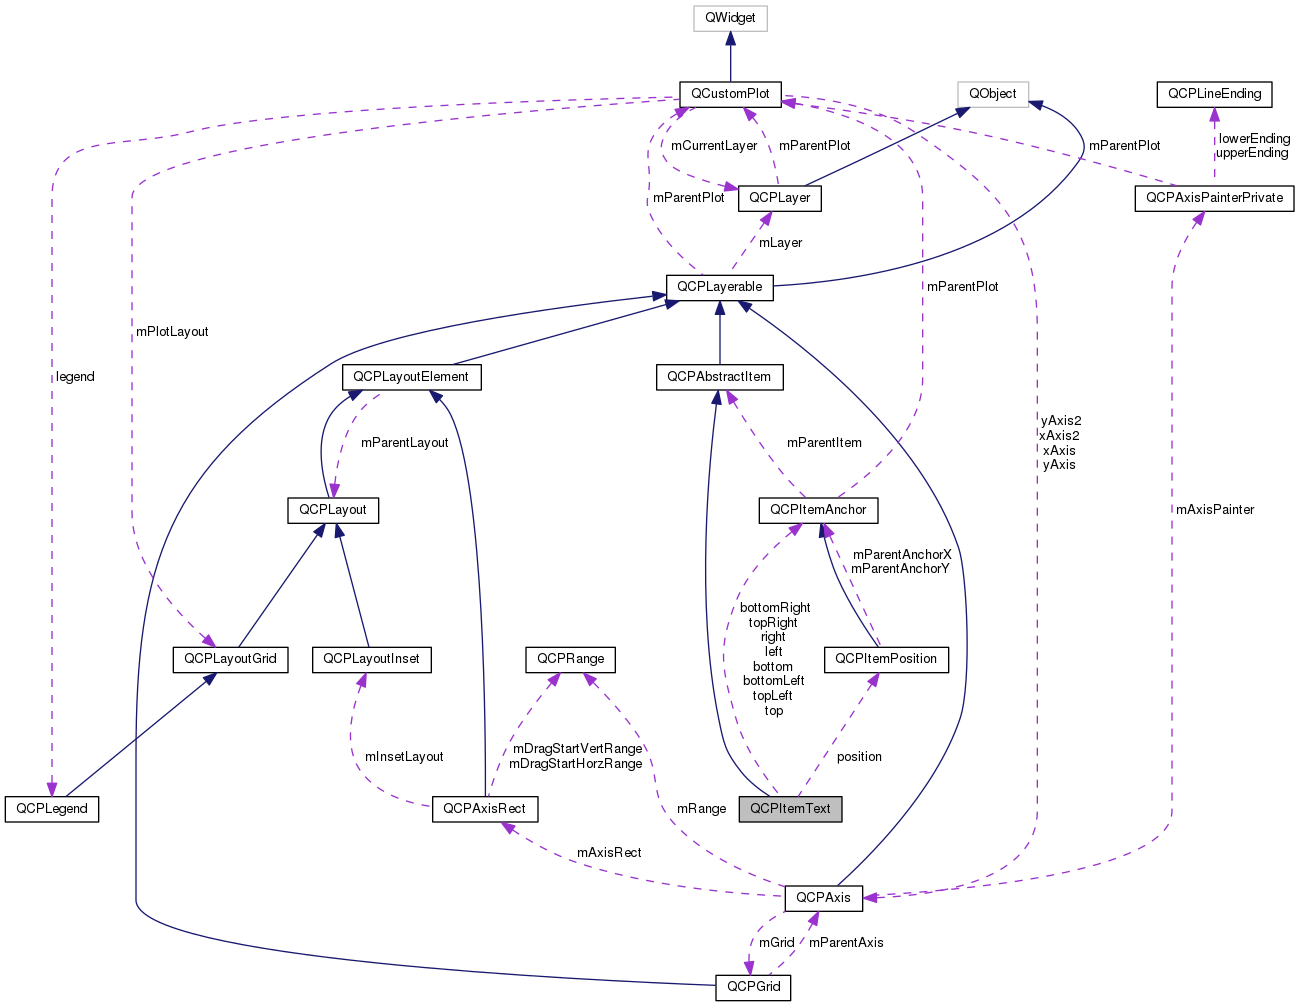 QWidget
QCustomPlot
QObject
QCPLineEnding
mCurrentLayer
mParentPlot
mParentPlot
lowerEnding
upperEnding
mParentPlot
QCPLayer
QCPAxisPainterPrivate
mLayer
QCPLayerable
mParentPlot
mPlotLayout
legend
QCPLayoutElement
QCPAbstractItem
mParentLayout
mParentItem
yAxis2
xAxis2
xAxis
yAxis
QCPLayout
QCPItemAnchor
mAxisPainter
mParentAnchorX
mParentAnchorY
bottomRight
topRight
right
left
bottom
bottomLeft
topLeft
top
QCPLayoutGrid
QCPLayoutInset
QCPRange
QCPItemPosition
mInsetLayout
mDragStartVertRange
mDragStartHorzRange
position
QCPLegend
QCPAxisRect
mRange
QCPItemText
mAxisRect
QCPAxis
mGrid
mParentAxis
QCPGrid